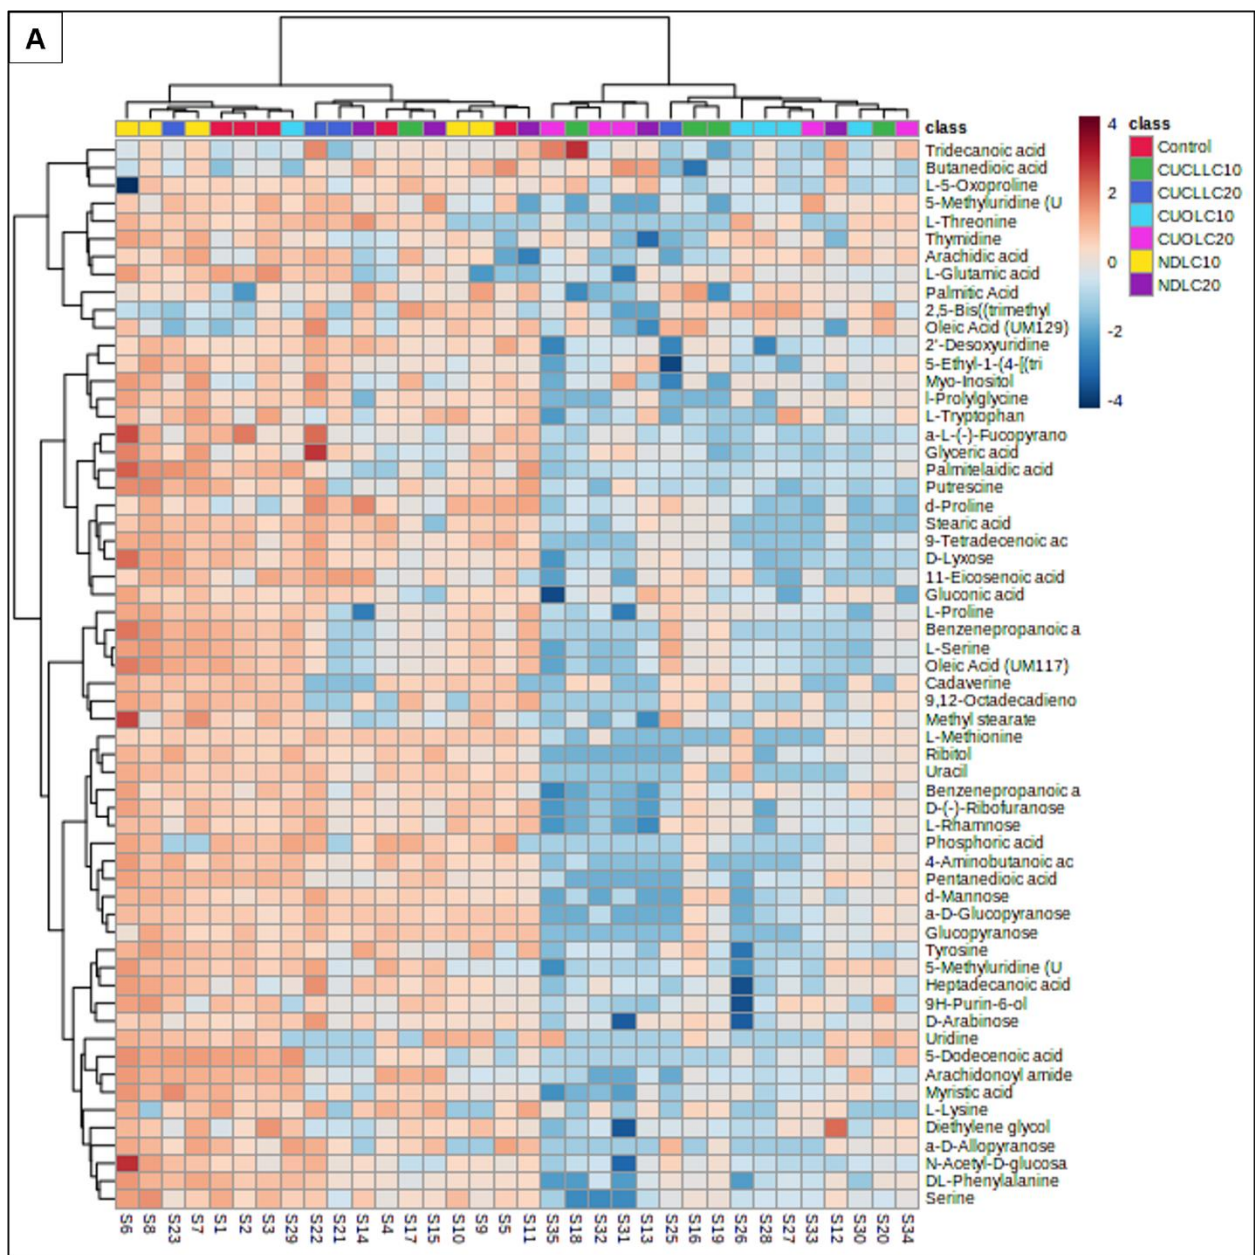 A
class
Tridecanoic acid
Butanedioic acid
L-5-Oxoproline
5-Methyluridine (U
L-Threonine
Thymidine
Arachidic acid
L-Glutamic acid
Palmitic Acid
2,5-Bis((trimethyl
Oleic Acid (UM129)
2'-Desoxyuridine
5-Ethyl-1-(4-[(tri
Myo-Inositol
l-Prolylglycine
L-Tryptophan
a-L-(-)-Fucopyrano
Glyceric acid
Palmitelaidic acid
Putrescine
d-Proline
Stearic acid
9-Tetradecenoic ac
D-Lyxose
11-Eicosenoic acid
Gluconic acid
L-Proline
Benzenepropanoic a
L-Serine
Oleic Acid (UM117)
Cadaverine
9,12-Octadecadieno
Methyl stearate
L-Methionine
Ribitol
Uracil
Benzenepropanoic a
D-(-)-Ribofuranose
L-Rhamnose
Phosphoric acid
4-Aminobutanoic ac
Pentanedioic acid
d-Mannose
a-D-Glucopyranose
Glucopyranose
Tyrosine
5-Methyluridine (U
Heptadecanoic acid
9H-Purin-6-ol
D-Arabinose
Uridine
5-Dodecenoic acid
Arachidonoyl amide
Myristic acid
L-Lysine
Diethylene glycol
a-D-Allopyranose
N-Acetyl-D-glucosa
DL-Phenylalanine
Serine
4
2
0
-2
-4
class
Control
CUCLLC10
CUCLLC20
CUOLC10
CUOLC20
NDLC10
NDLC20
S6 S8 S23 S7 S1 S2 S3 S29 S22 S21 S14 S4 S17 S15 S10 S9 S5 S11 S35 S18 S32 S31 S13 S25 S16 S19 S26 S28 S27 S33 S12 S30 S20 S34